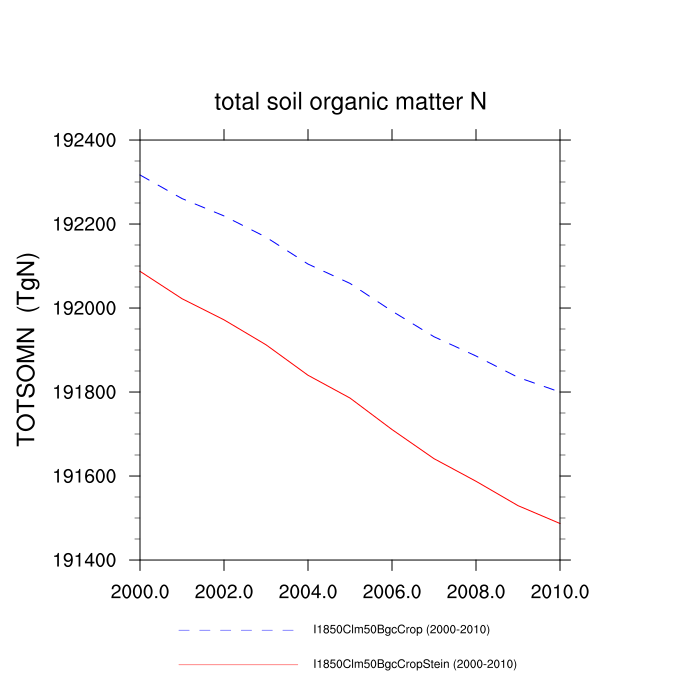 total soil organic matter N
192400
192200
192000
191800
191600
191400
TOTSOMN (TgN)
2000.0 2002.0 2004.0 2006.0 2008.0 2010.0
I1850Clm50BgcCrop (2000-2010)
I1850Clm50BgcCropStein (2000-2010)